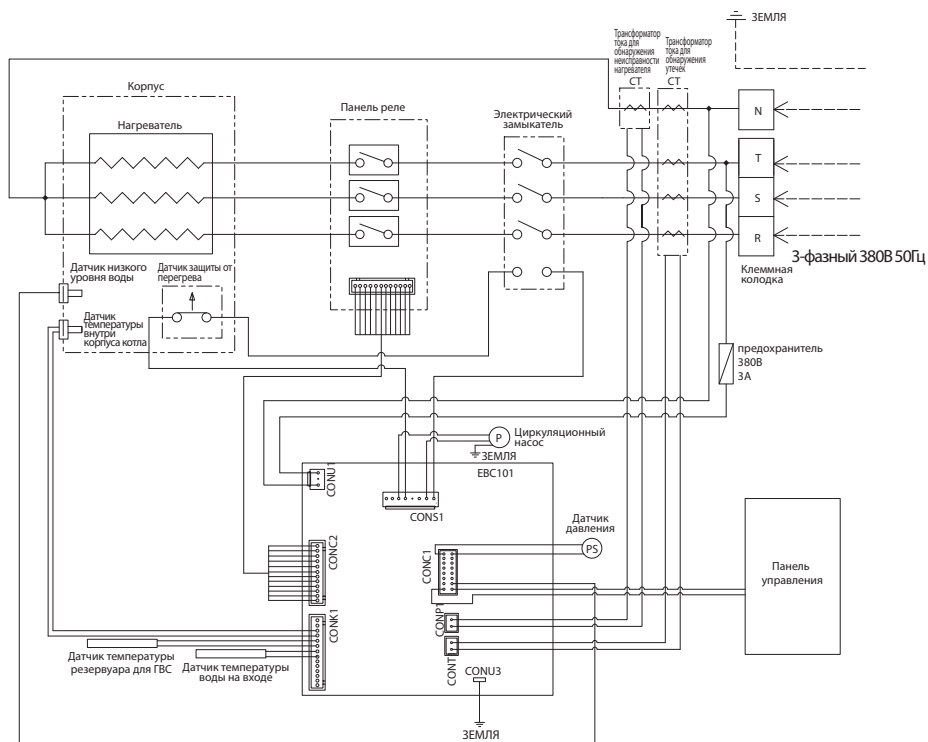 ЗЕМЛЯ
Трансформатор
тока для
обнаружения
неисправности
нагревателя
СТ
Трансформатор
тока для
обнаружения
утечек
СТ
Корпус
Нагреватель
Панель реле
Электрический
замыкатель
N
T
S
R
3-фазный 380В 50Гц
Клеммная
колодка
Датчик низкого
уровня воды
Датчик защиты от
перегрева
Датчик
температуры
внутри
корпуса котла
предохранитель
380В
3А
P
Циркуляционный
насос
ЗЕМЛЯ
EBC101
CONU1
CONS1
Датчик
давления
PS
CONC2
CONC1
Панель
управления
CONK1
CONP1
CONT
Датчик температуры
резервуара для ГВС
Датчик температуры
воды на входе
CONU3
ЗЕМЛЯ